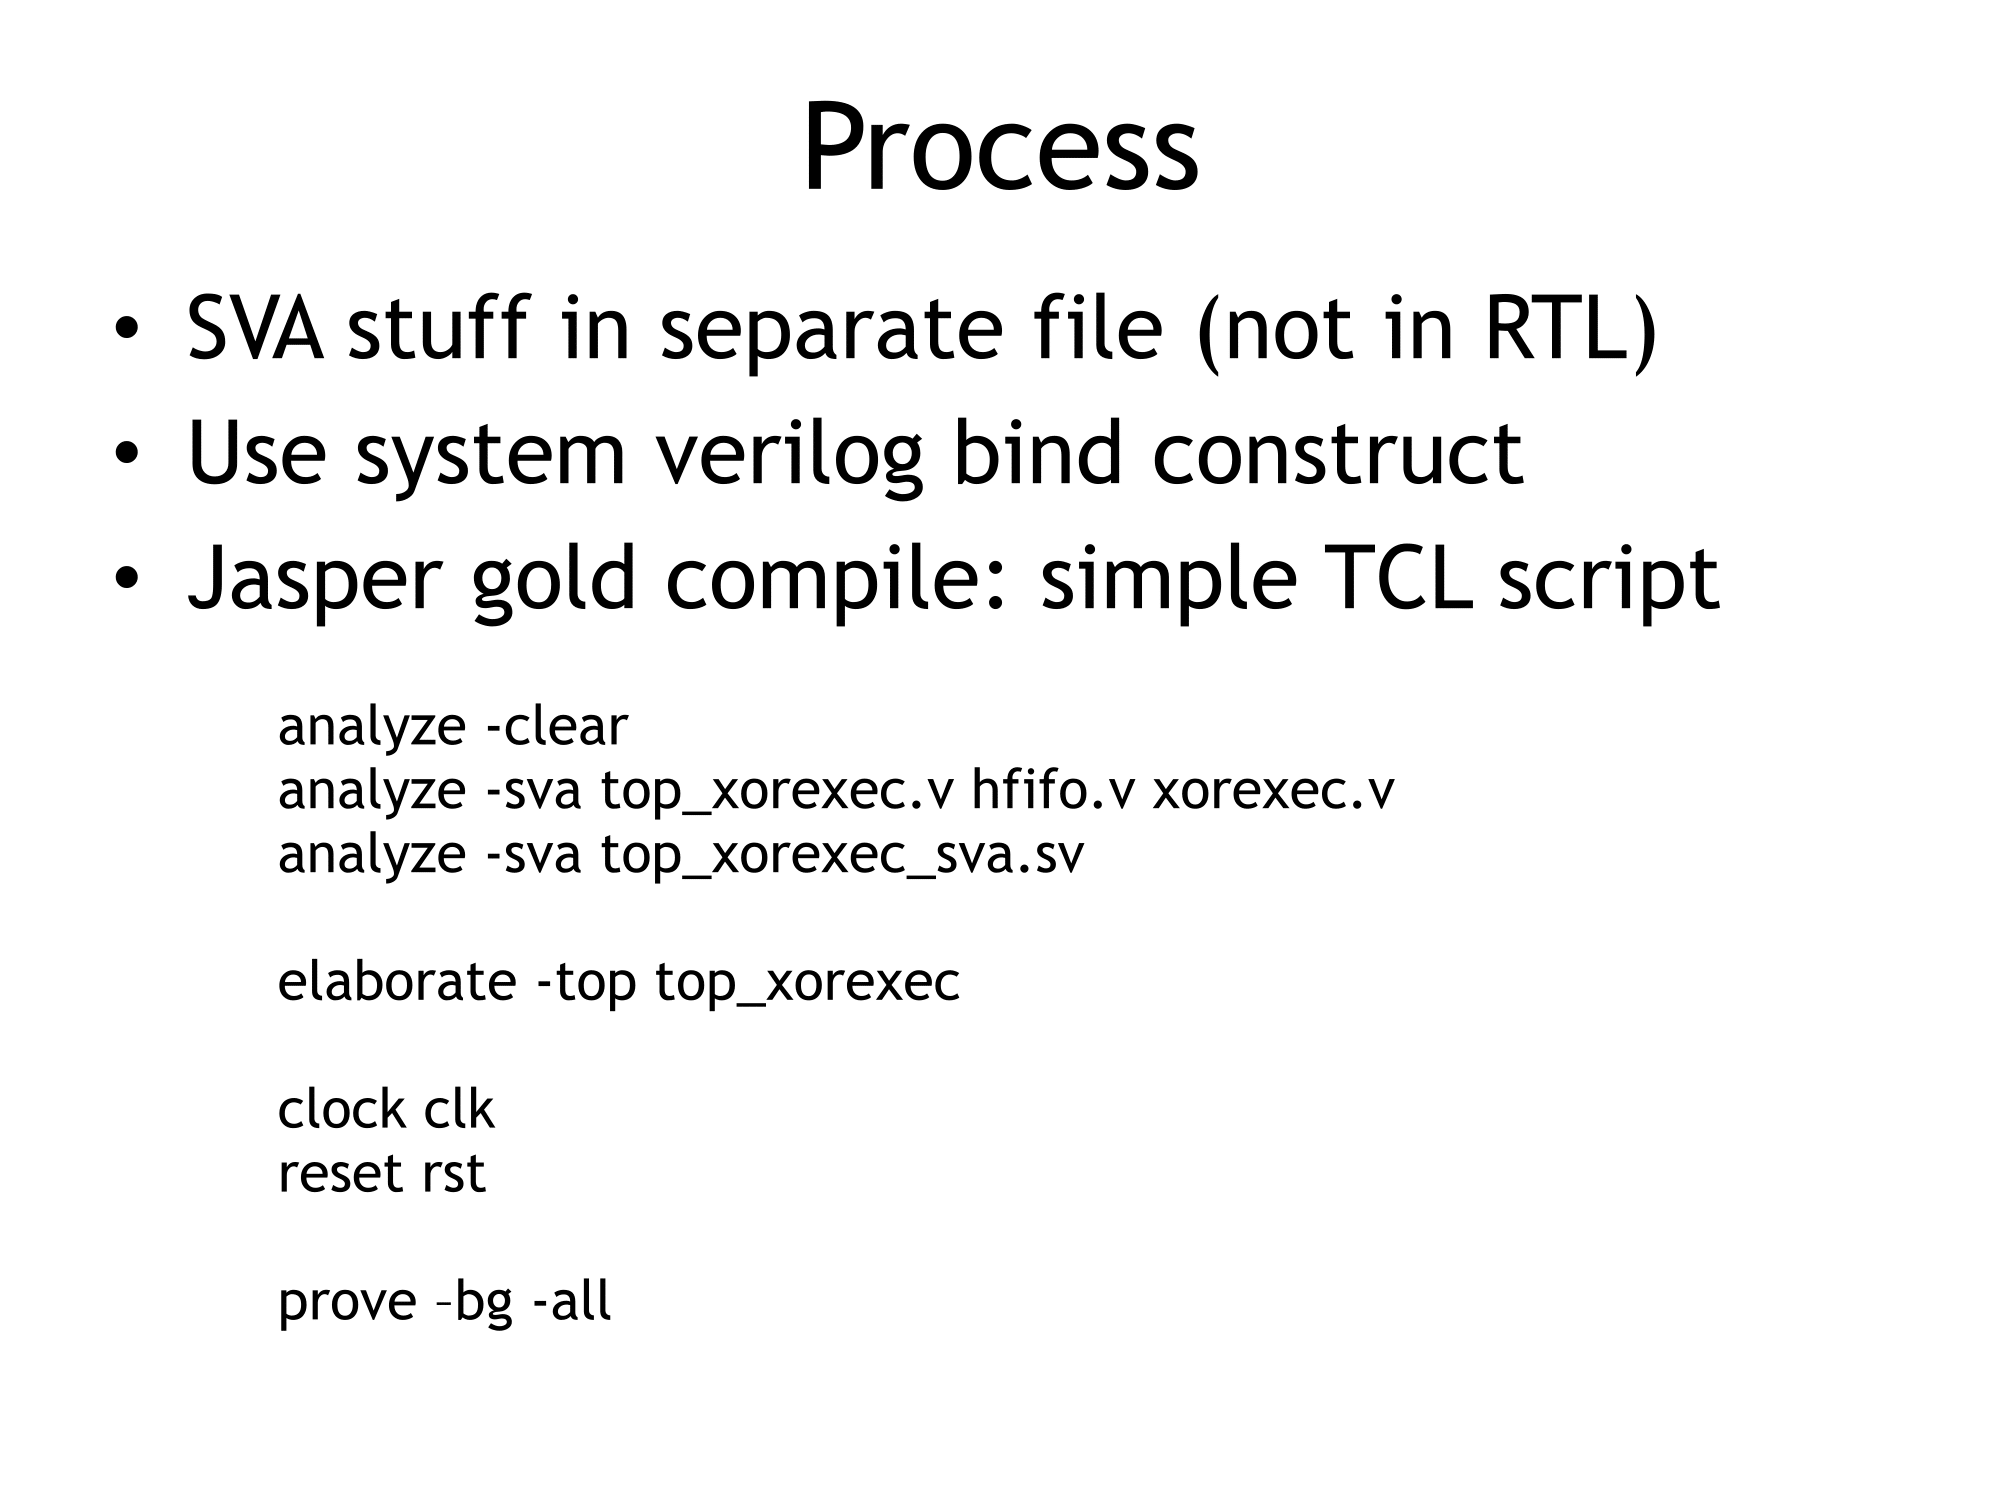 Process
• SVA stuff in separate file (not in RTL)
• Use system verilog bind construct
• Jasper gold compile: simple TCL script
analyze -clear
analyze -sva top_xorexec.v hfifo.v xorexec.v
analyze -sva top_xorexec_sva.sv
elaborate -top top_xorexec
clock clk
reset rst
prove –bg -all